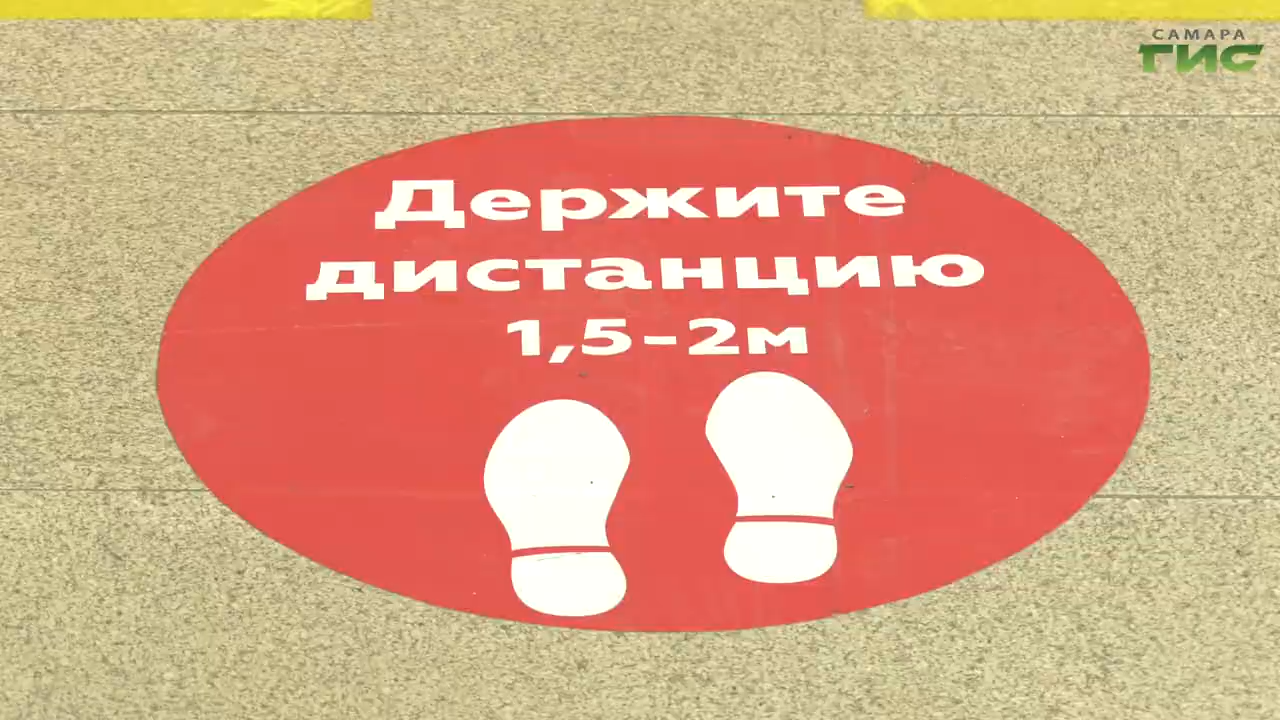 САМАРА
ГИС
Держите
дистанцию
1,5-2м